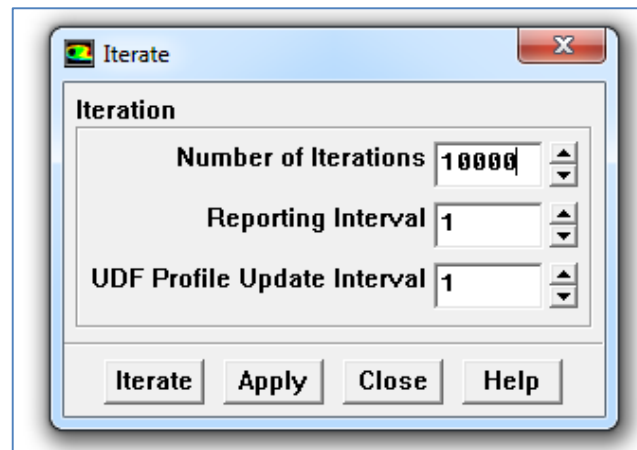 Iterate
Iteration
Number of Iterations 10000
Reporting Interval 1
UDF Profile Update Interval 1
Iterate Apply Close Help